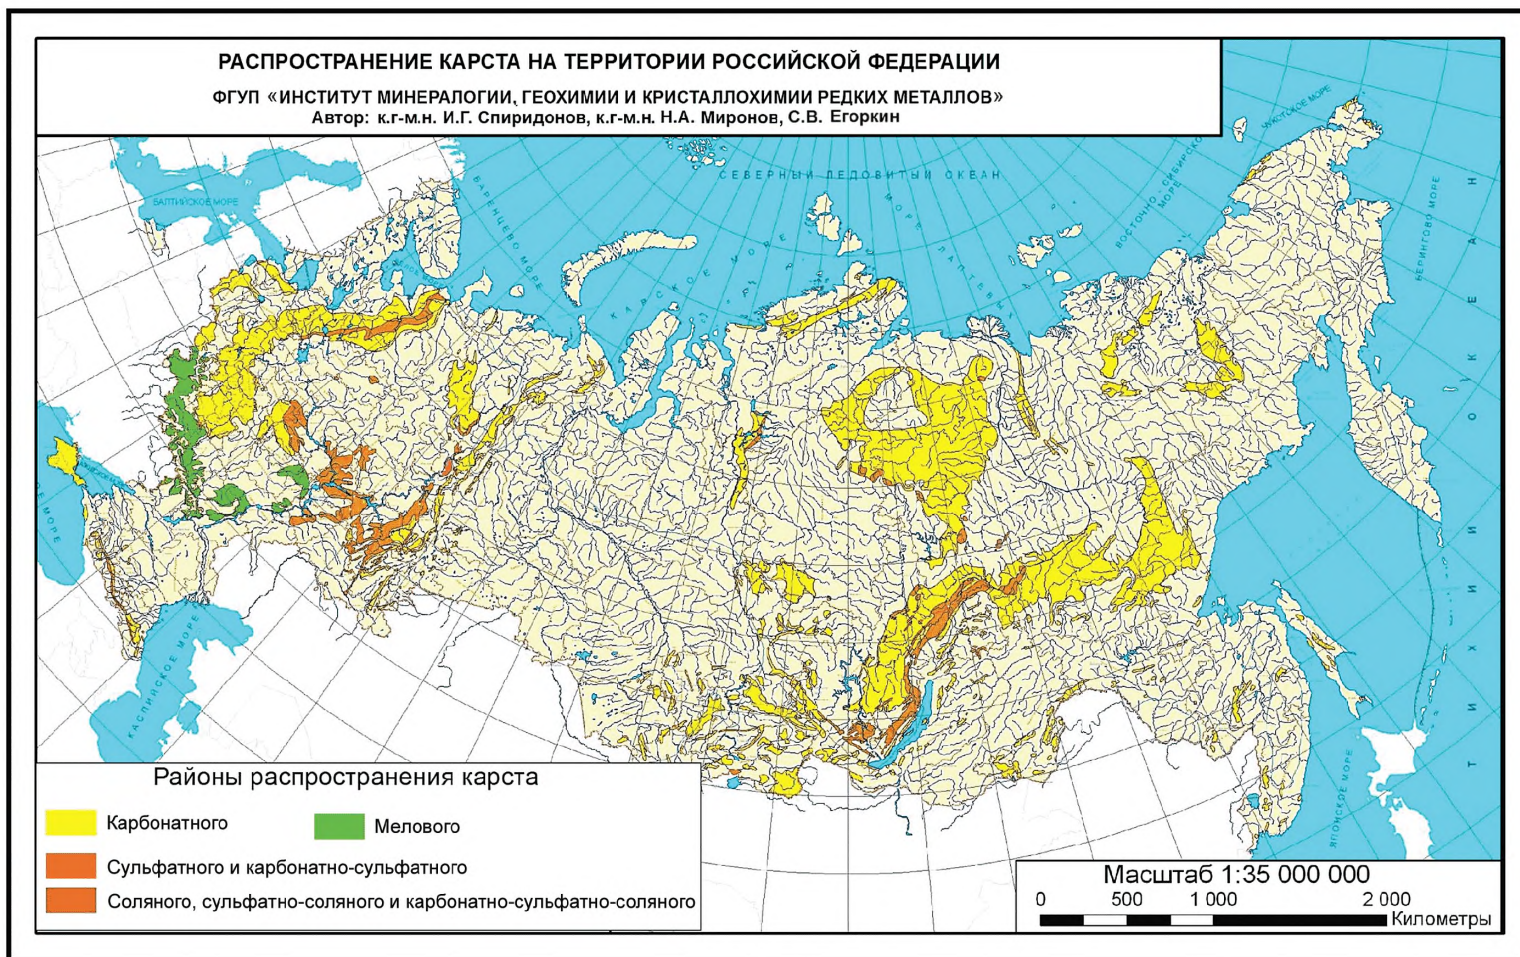 РАСПРОСТРАНЕНИЕ КАРСТА НА ТЕРРИТОРИИ РОССИЙСКОЙ ФЕДЕРАЦИИ
ФГУП «ИНСТИТУТ МИНЕРАЛОГИИ, ГЕОХИМИИ И КРИСТАЛЛОХИМИИ РЕДКИХ МЕТАЛЛОВ»
Автор: к.г-м.н. И.Г. Спиридонов, к.г-м.н. Н.А. Миронов, С.В. Егоркин
ЧУКОТСКОЕ МОРЕ
СЕВЕРНЫЙ ЛЕДОВИТЫЙ ОКЕАН
БАЛТИЙСКОЕ МОРЕ
БАРЕНЦЕВО МОРЕ
КАРСКОЕ МОРЕ
МОРЕ ЛАПТЕВЫХ
ВОСТОЧНО-СИБИРСКОЕ
МОРЕ
БЕРИНГОВО МОРЕ
ТИХИЙ ОКЕАН
КАСПИЙСКОЕ МОРЕ
ЯПОНСКОЕ МОРЕ
Районы распространения карста
Карбонатного
Мелового
Сульфатного и карбонатно-сульфатного
Соляного, сульфатно-соляного и карбонатно-сульфатно-соляного
Масштаб 1:35 000 000
0 500 1 000 2 000
Километры